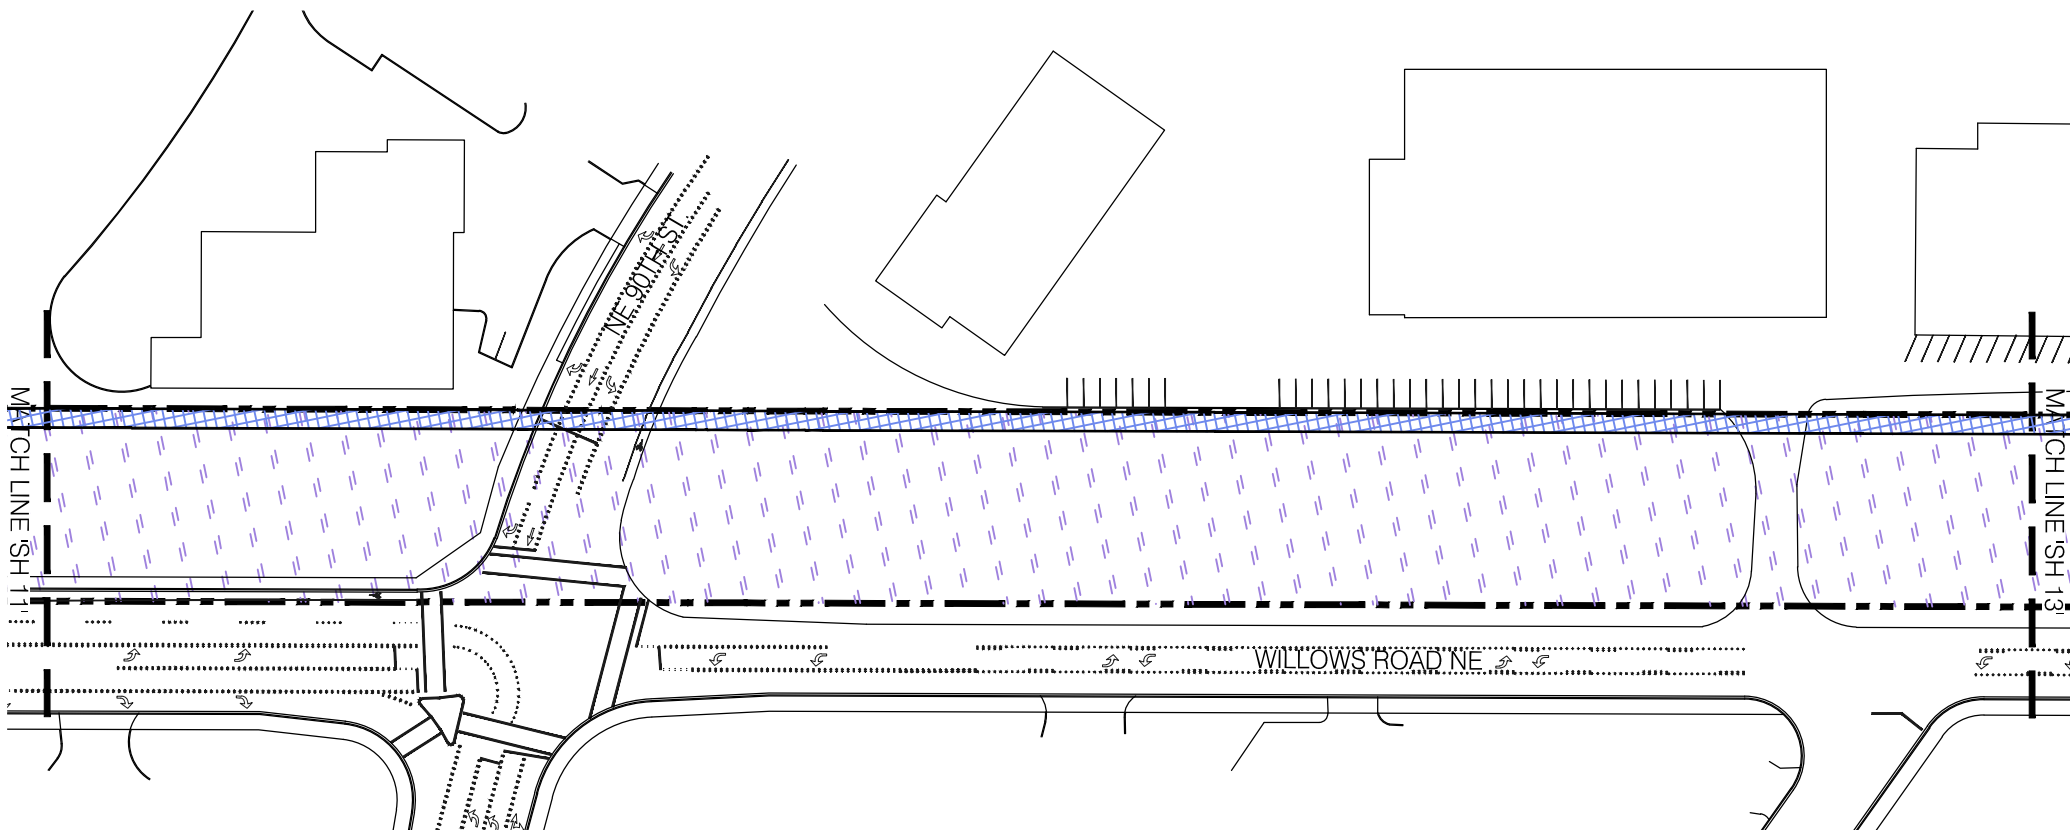 NE 90TH ST.
MATCH LINE 'SH 11'
MATCH LINE 'SH 13'
WILLOWS ROAD NE